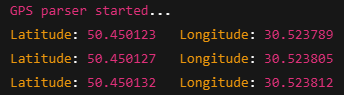 GPS parser started...
Latitude: 50.450123 Longitude: 30.523789
Latitude: 50.450127 Longitude: 30.523805
Latitude: 50.450132 Longitude: 30.523812